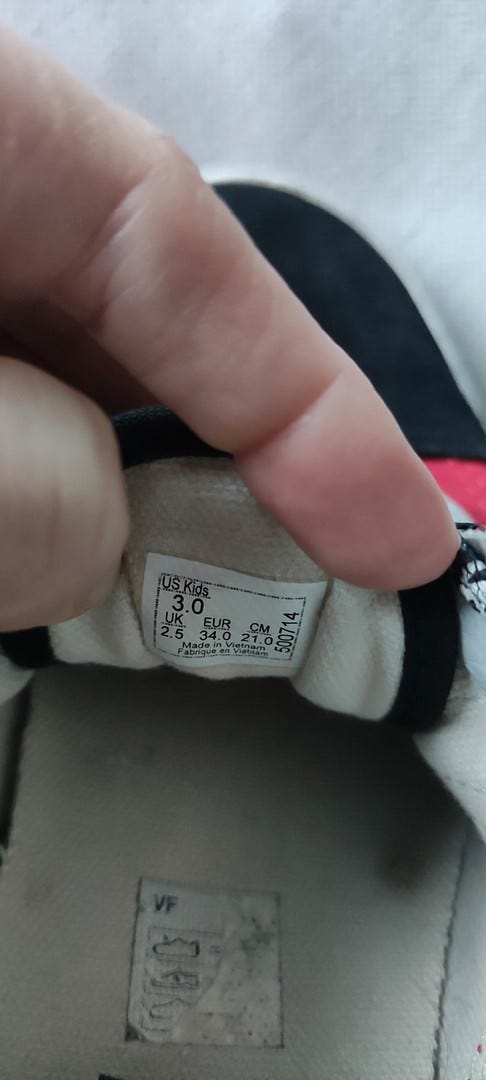 US Kids
3.0
UK EUR CM
2.5 34.0 21.0
Made in Vietnam
Fabrique en Vietnam
500714
VF